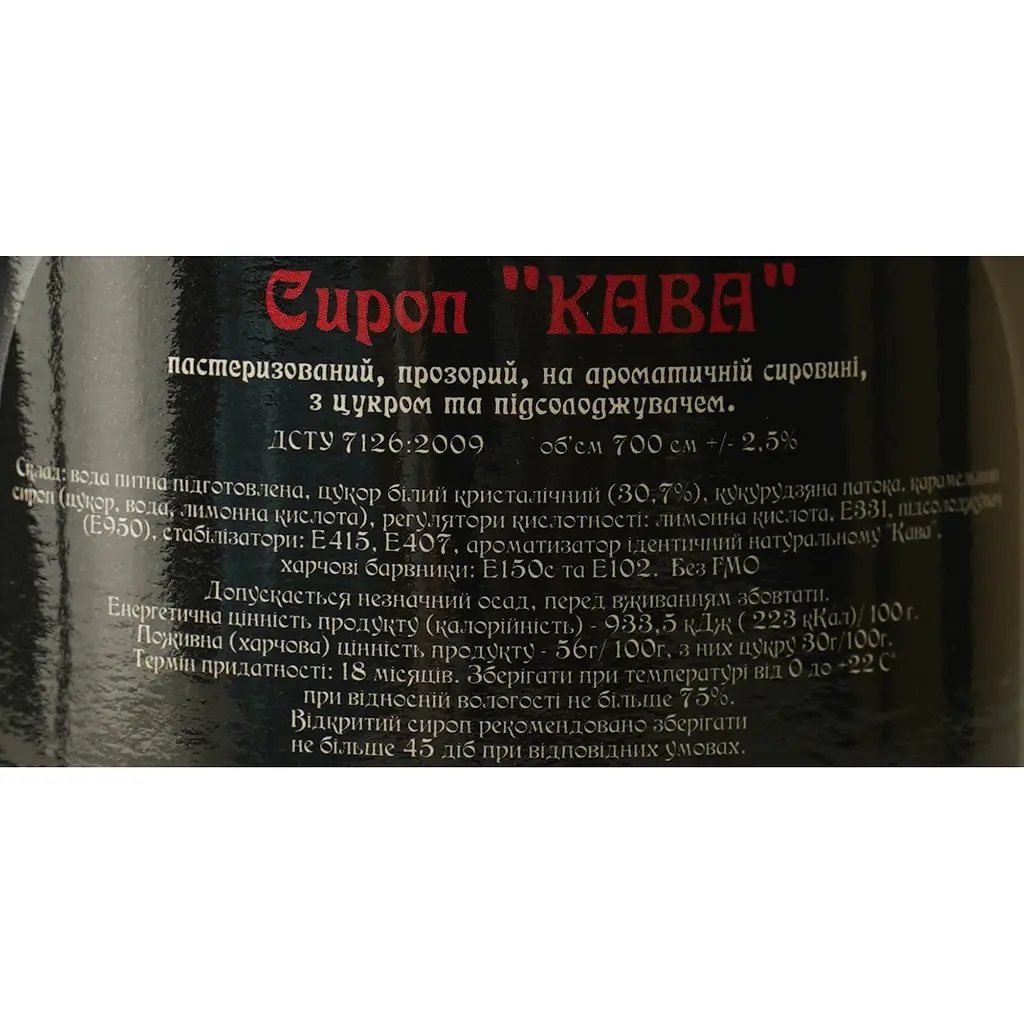 Сироп "КАВА"
пастеризований, прозорий, на ароматичній сировині,
з цукром та підсолоджувачем.
ДСТУ 7126:2009 об'єм 700 см +/- 2,5%
Склад: вода питна підготовлена, цукор білий кристалічний (30,7%), кукурудзяна патока, карамельний
сироп (цукор, вода, лимонна кислота), регулятори кислотності: лимонна кислота, Е331, підсолоджувач
(Е950), стабілізатори: Е415, Е407, ароматизатор ідентичний натуральному "Кава",
харчові барвники: Е150с та Е102. Без ГМО
Допускається незначний осад, перед вживанням збовтати.
Енергетична цінність продукту (калорійність) - 933,5 кДж ( 223 кКал)/ 100 г.
Поживна (харчова) цінність продукту - 56г/ 100г, з них цукру 30г/100г.
Термін придатності: 18 місяців. Зберігати при температурі від 0 до +22 С°
при відносній вологості не більше 75%.
Відкритий сироп рекомендовано зберігати
не більше 45 діб при відповідних умовах.